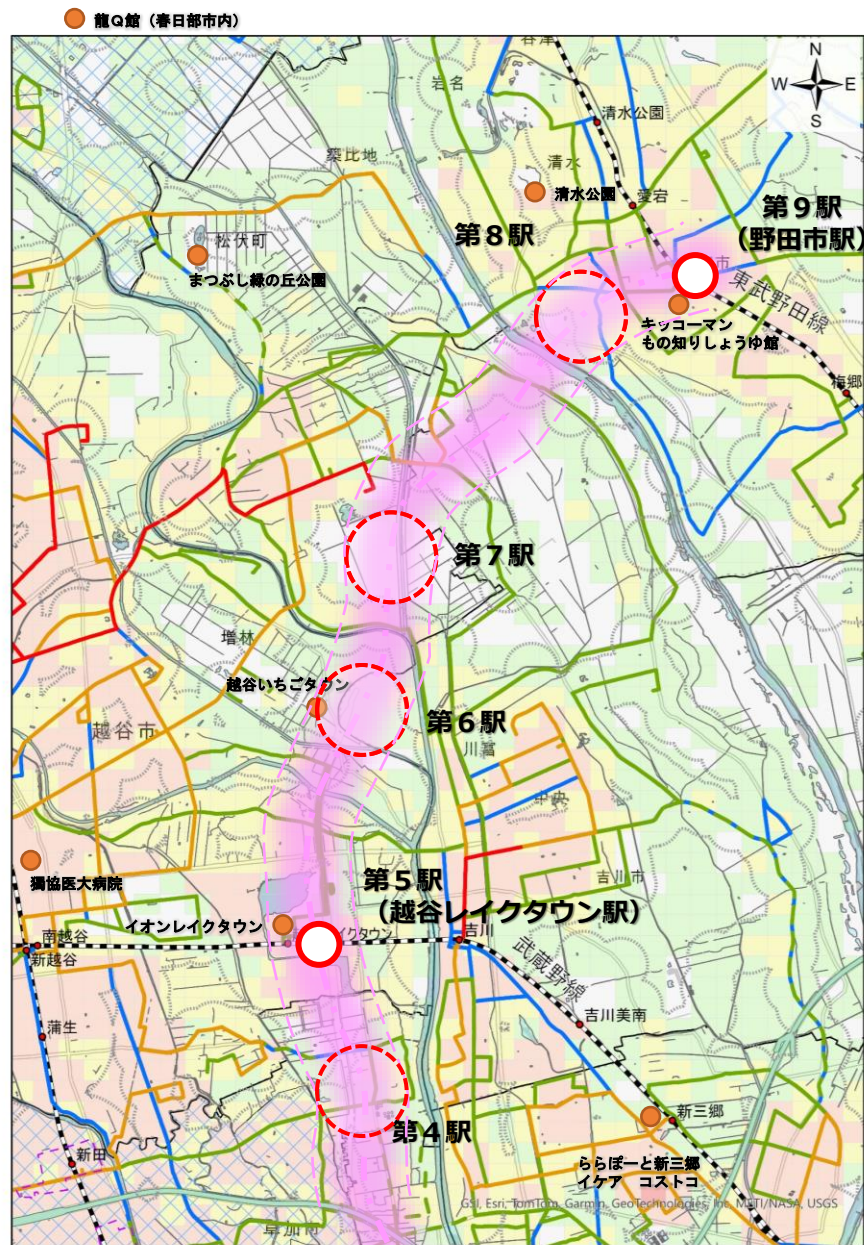 龍Q館（春日部市内）
谷津
N
W E
S
岩名
清水公園
築比地
清水
清水公園
愛宕
第９駅
（野田市駅）
第８駅
松伏町
まつぶし緑の丘公園
市
東武野田線
キッコーマン
もの知りしょうゆ館
梅郷
第７駅
増林
越谷いちごタウン
第６駅
越谷市
川富
中央
獨協医大病院
第５駅
（越谷レイクタウン駅）
吉川市
イオンレイクタウン
南越谷
イクタウン
吉川
新越谷
武蔵野線
蒲生
吉川美南
第４駅
新三郷
新田
ららぽーと新三郷
イケア　コストコ
草加市
GSI, Esri, TomTom, Garmin, GeoTechnologies, Inc, METI/NASA, USGS